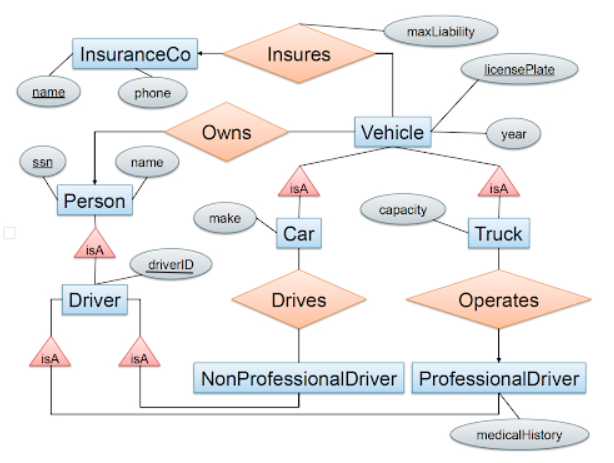 maxLiability
InsuranceCo
Insures
licensePlate
name
phone
Owns
Vehicle
year
ssn
name
isA
isA
Person
make
capacity
Car
Truck
isA
driverID
Driver
Drives
Operates
isA
isA
NonProfessionalDriver
ProfessionalDriver
medicalHistory